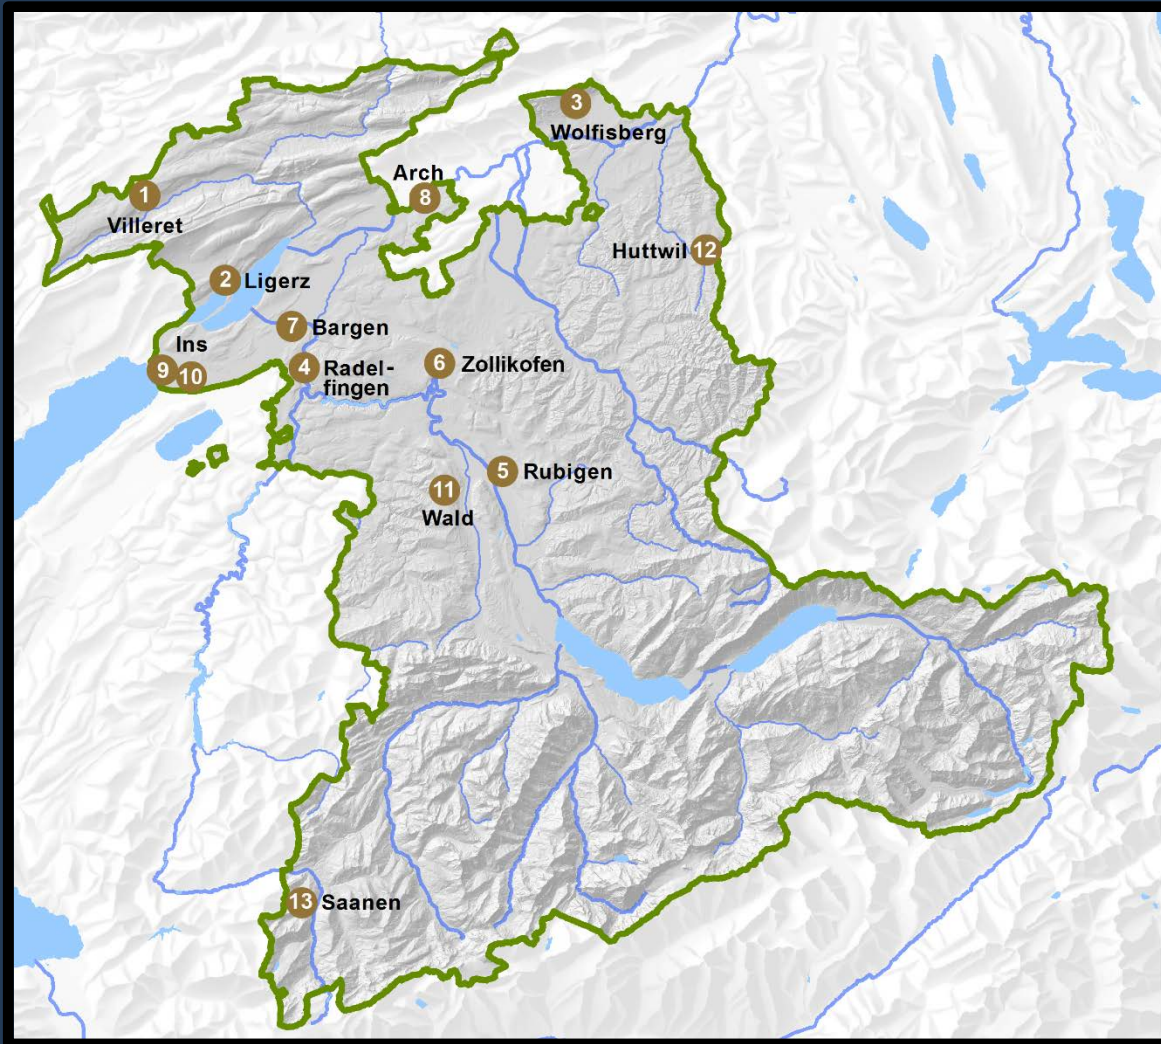 3
Wolfisberg
Arch
8
1
Villeret
Huttwil 12
2 Ligerz
7 Bargen
Ins
9 10
4 Radel-
fingen
6 Zollikofen
5 Rubigen
11
Wald
13 Saanen